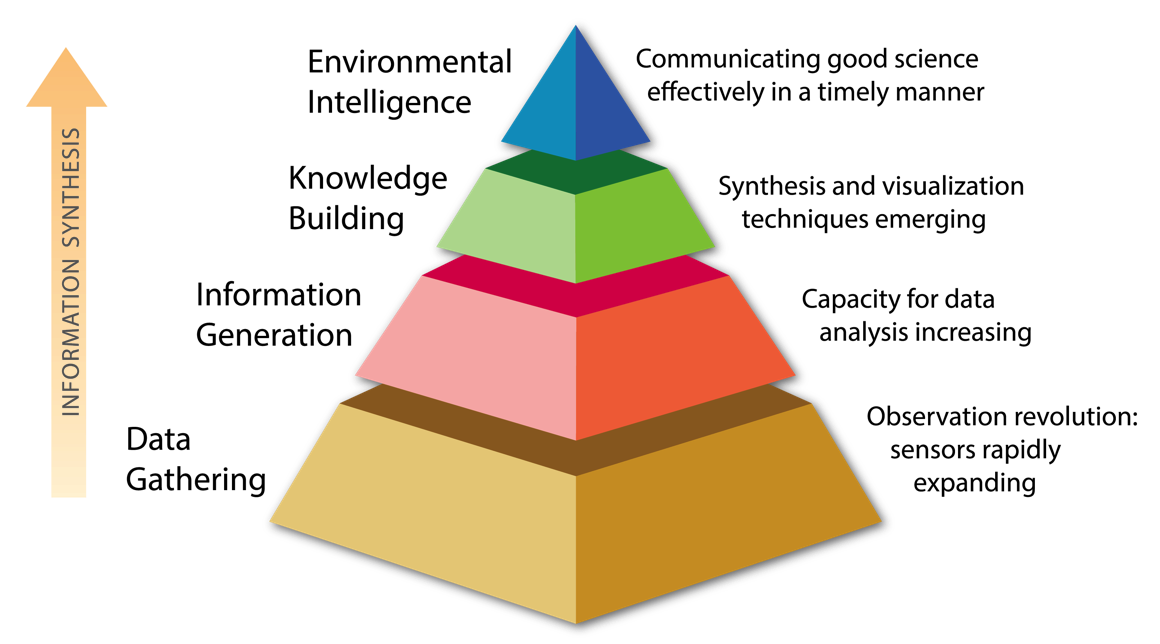 Environmental
Intelligence
Communicating good science
effectively in a timely manner
Knowledge
Building
Synthesis and visualization
techniques emerging
Information
Generation
Capacity for data
analysis increasing
Data
Gathering
Observation revolution:
sensors rapidly
expanding
INFORMATION SYNTHESIS